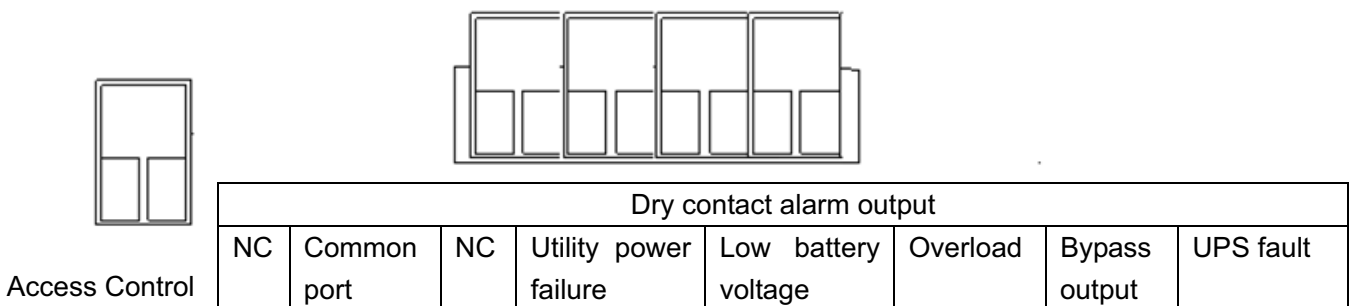 Dry contact alarm output
NC Common port NC Utility power failure Low battery voltage Overload Bypass output UPS fault
Access Control